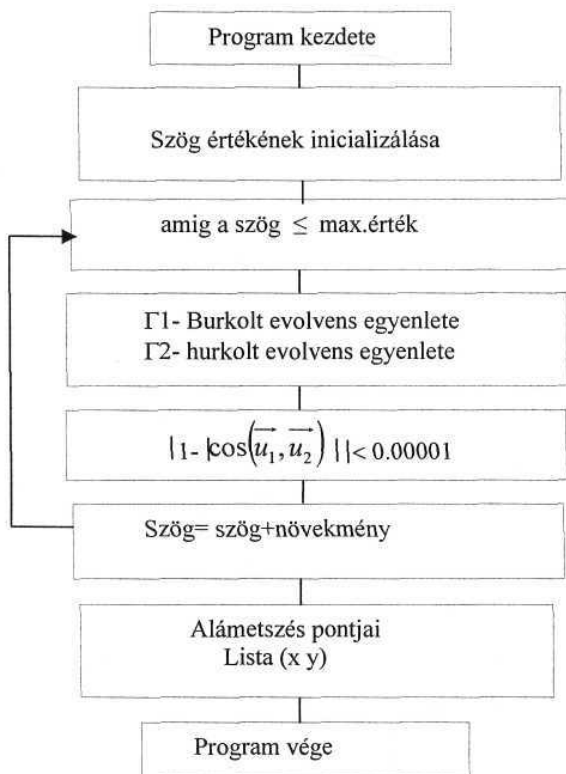 Program kezdete
Szög értékének inicializálása
amig a szög ≤ max.érték
Γ1- Burkolt evolvens egyenlete
Γ2- hurkolt evolvens egyenlete
|1- |cos(u₁, u₂)|| < 0.00001
Szög= szög+növekmény
Alámetszés pontjai
Lista (x y)
Program vége